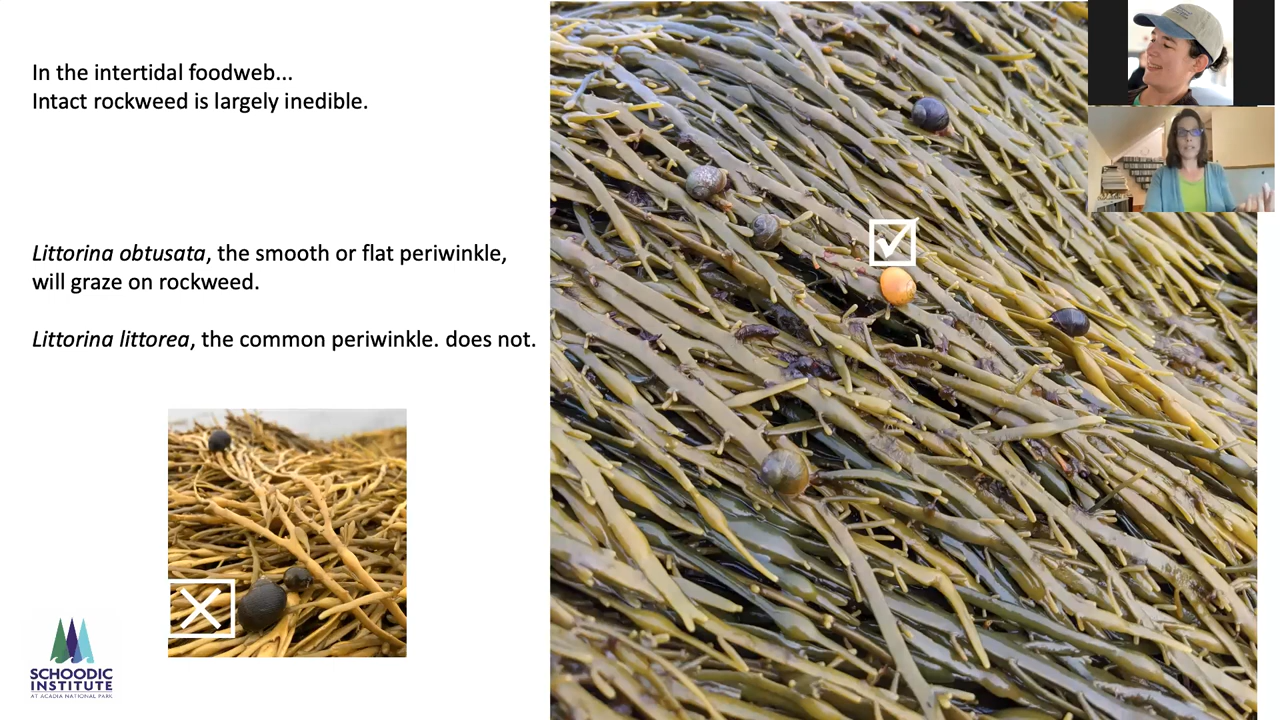 In the intertidal foodweb...
Intact rockweed is largely inedible.
Littorina obtusata, the smooth or flat periwinkle,
will graze on rockweed.
Littorina littorea, the common periwinkle. does not.
SCHOODIC
INSTITUTE
AT ACADIA NATIONAL PARK